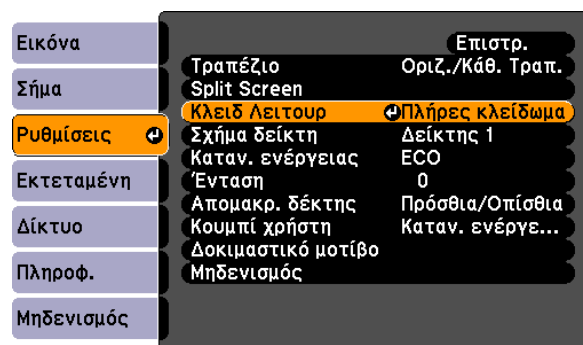 Εικόνα
Σήμα
Ρυθμίσεις
Εκτεταμένη
Δίκτυο
Πληροφ.
Μηδενισμός
Επιστρ.
Τραπέζιο Οριζ./Κάθ. Τραπ.
Split Screen
Κλειδ Λειτουρ Πλήρες κλείδωμα
Σχήμα δείκτη Δείκτης 1
Καταν. ενέργειας ECO
Ένταση 0
Απομακρ. δέκτης Πρόσθια/Οπίσθια
Κουμπί χρήστη Καταν. ενέργε...
Δοκιμαστικό μοτίβο
Μηδενισμός